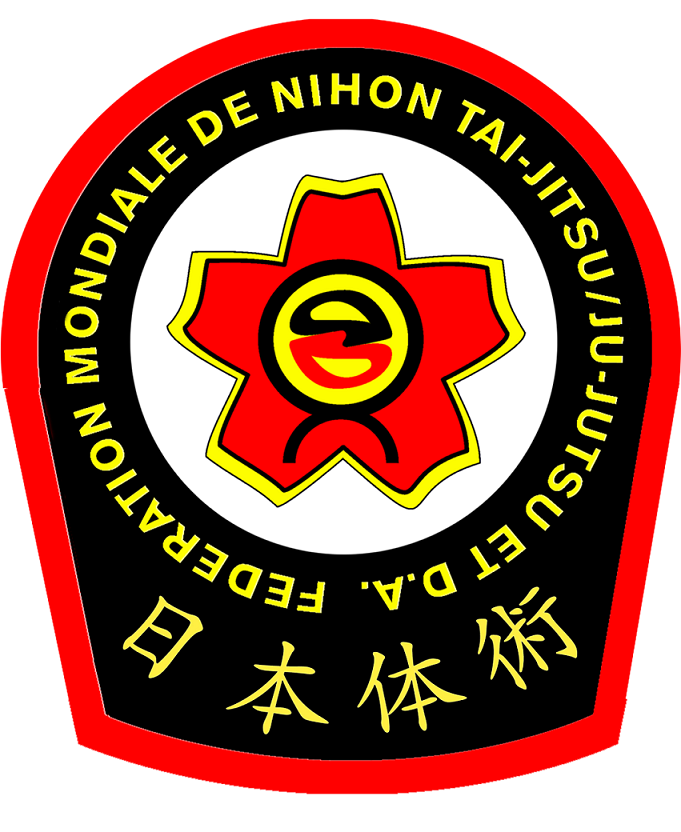 FEDERATION MONDIALE DE NIHON TAI-JITSU/JU-JUTSU ET D.A.
日本体術